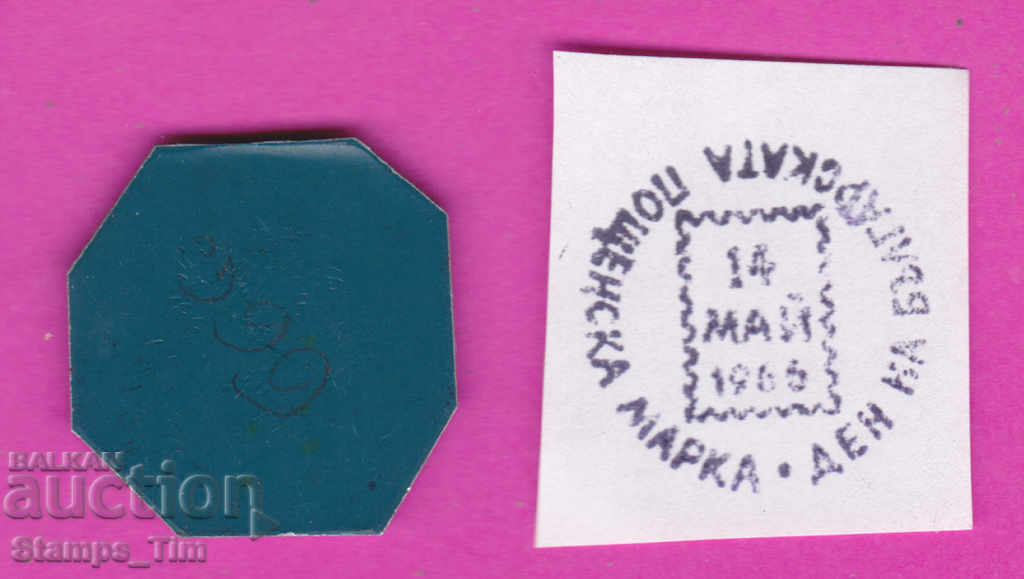 ДЕН НА БЪЛГАРСКАТА ПОЩЕНСКА МАРКА •
14
МАЙ
1966
BALKAN
auction
Stamps_Tim